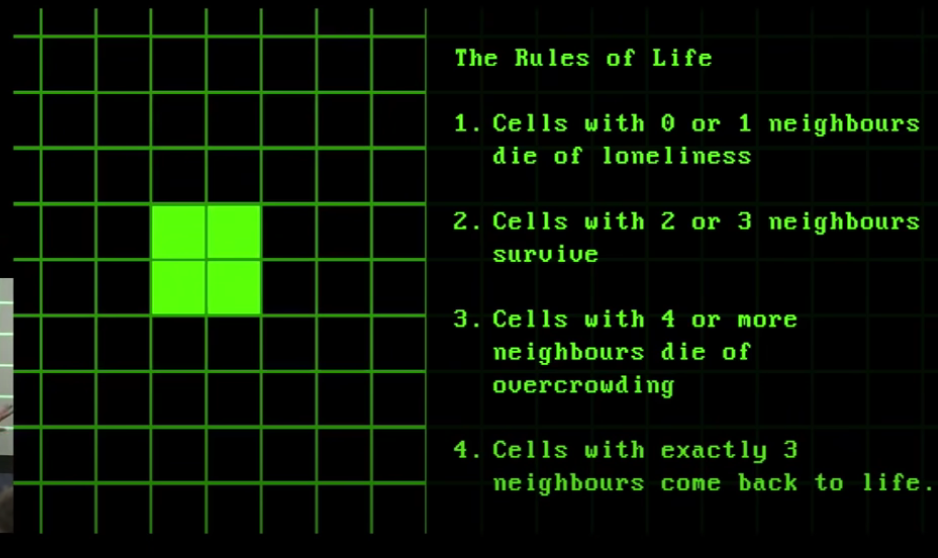 The Rules of Life
1. Cells with 0 or 1 neighbours
die of loneliness
2. Cells with 2 or 3 neighbours
survive
3. Cells with 4 or more
neighbours die of
overcrowding
4. Cells with exactly 3
neighbours come back to life.